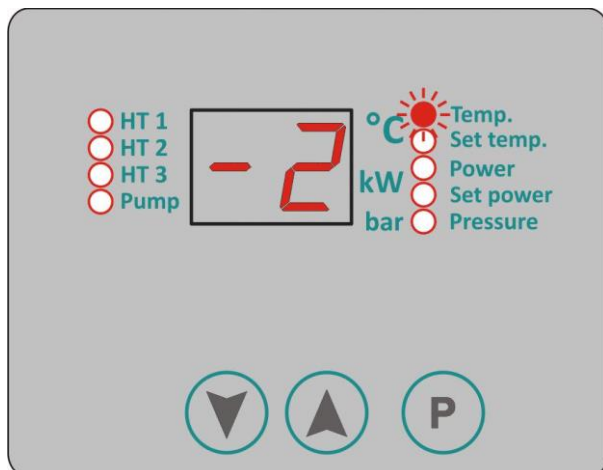 HT 1
HT 2
HT 3
Pump
-2
°C
kW
bar
Temp.
Set temp.
Power
Set power
Pressure
P